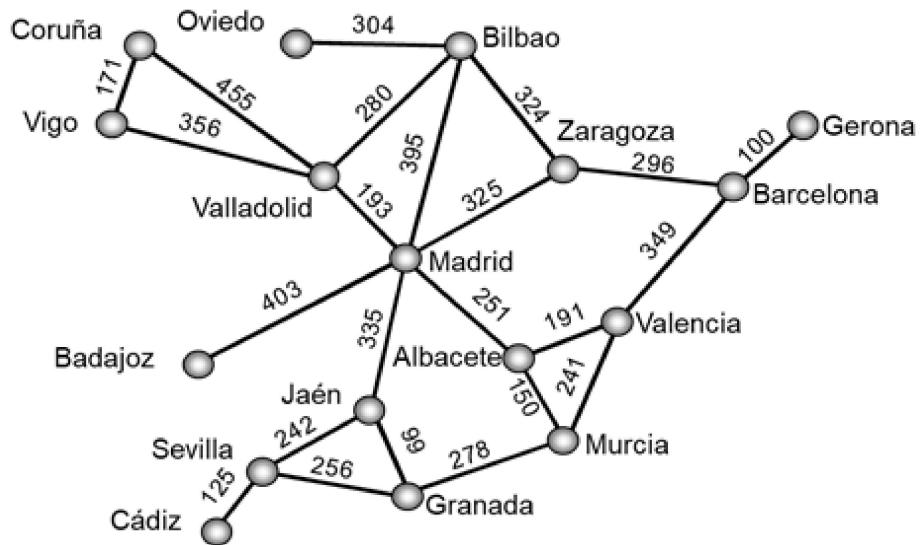 Coruña
Oviedo
304
Bilbao
171
455
280
324
Vigo
356
395
Zaragoza
100
Gerona
Valladolid
193
325
296
Barcelona
349
Madrid
403
251
191
Valencia
335
Badajoz
Albacete
150
241
Jaén
242
99
Sevilla
256
278
Murcia
125
Granada
Cádiz